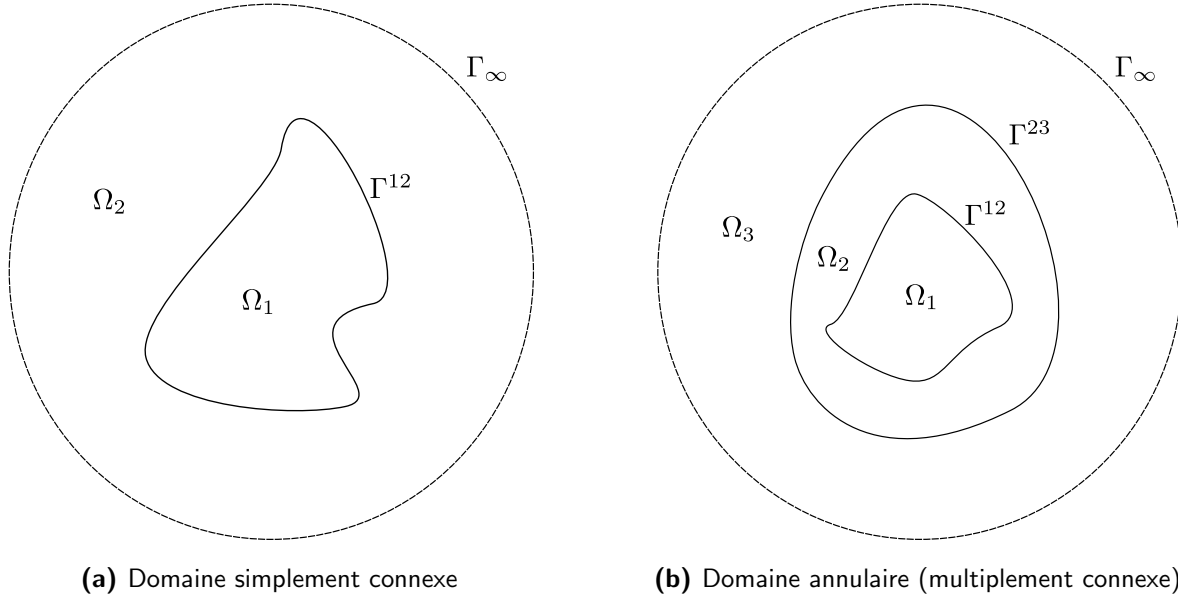 Γ∞
Γ¹²
Ω₂
Ω₁
(a) Domaine simplement connexe
Γ∞
Γ²³
Γ¹²
Ω₃
Ω₂
Ω₁
(b) Domaine annulaire (multiplement connexe)